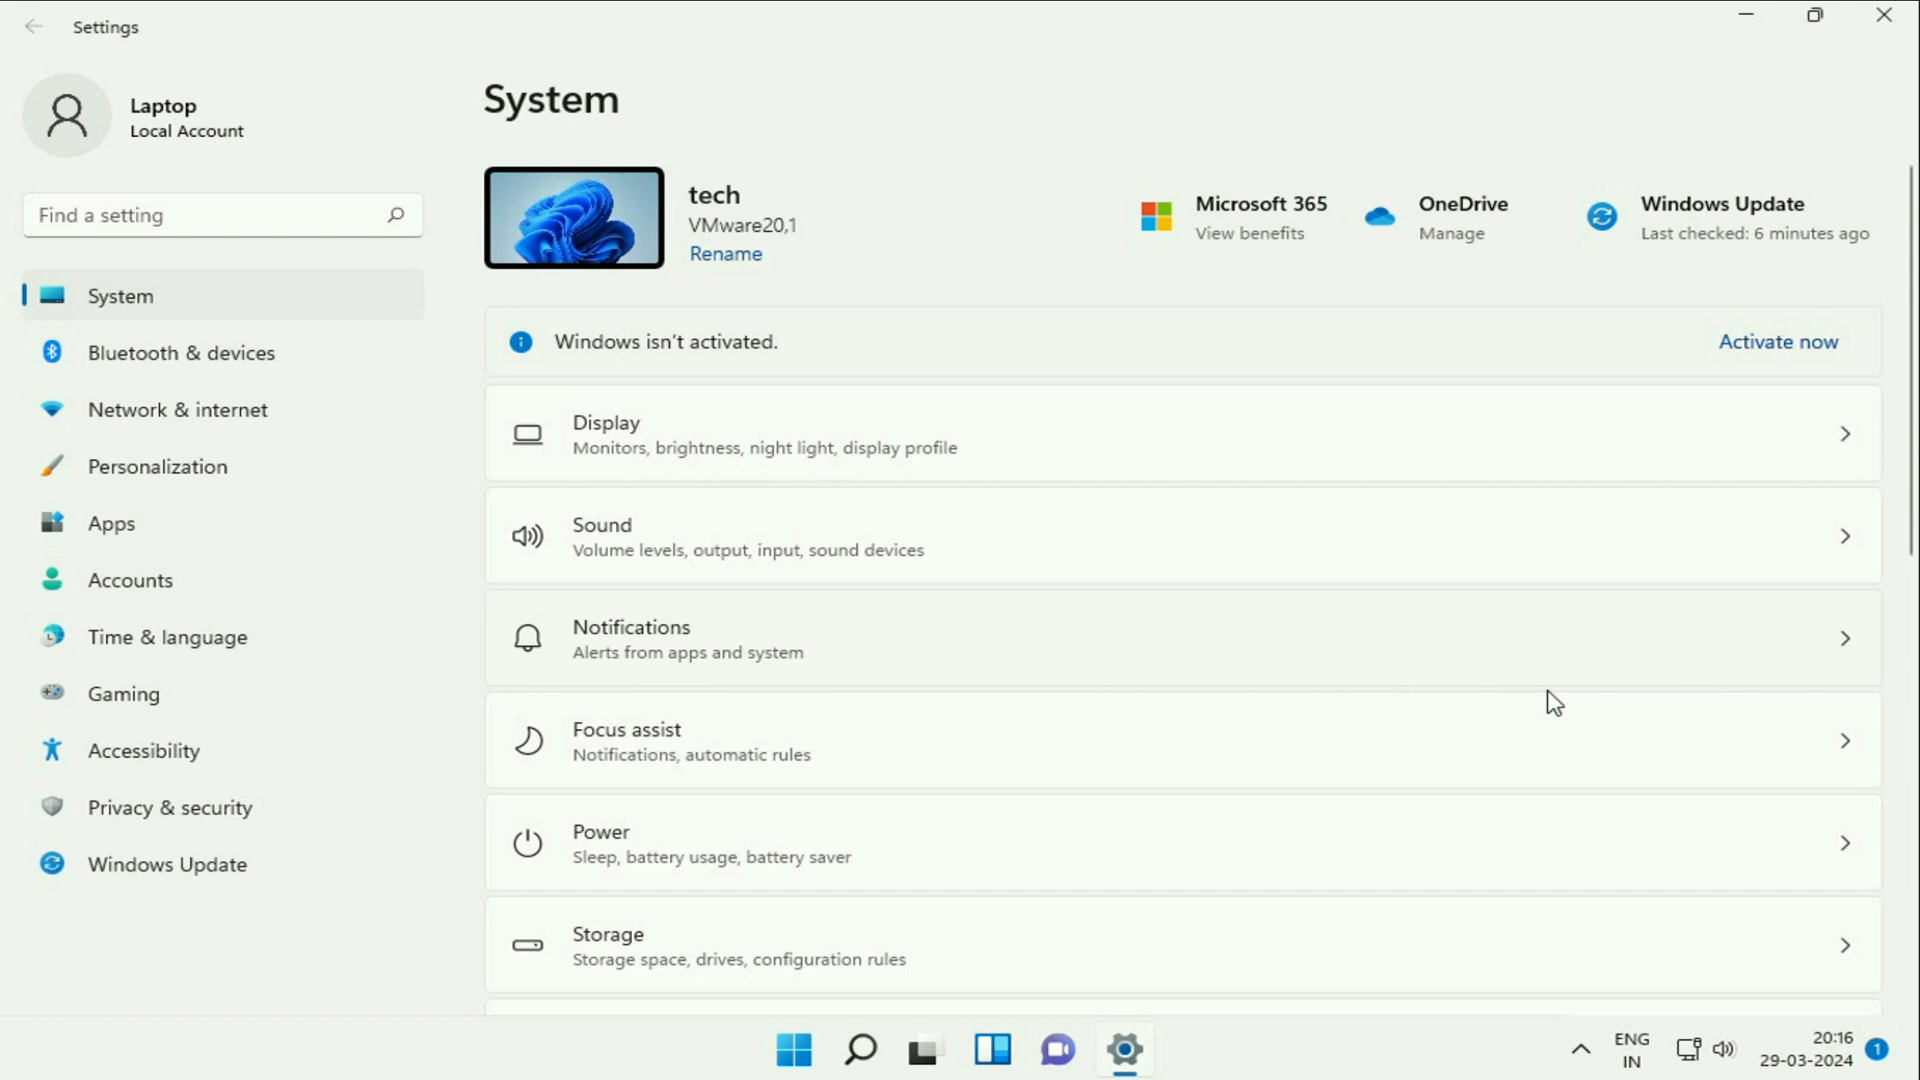 Settings
Laptop
Local Account
Find a setting
System
Bluetooth & devices
Network & internet
Personalization
Apps
Accounts
Time & language
Gaming
Accessibility
Privacy & security
Windows Update
System
tech
VMware20,1
Rename
Microsoft 365
View benefits
OneDrive
Manage
Windows Update
Last checked: 6 minutes ago
Windows isn't activated.
Activate now
Display
Monitors, brightness, night light, display profile
Sound
Volume levels, output, input, sound devices
Notifications
Alerts from apps and system
Focus assist
Notifications, automatic rules
Power
Sleep, battery usage, battery saver
Storage
Storage space, drives, configuration rules
ENG
IN
20:16
29-03-2024
1